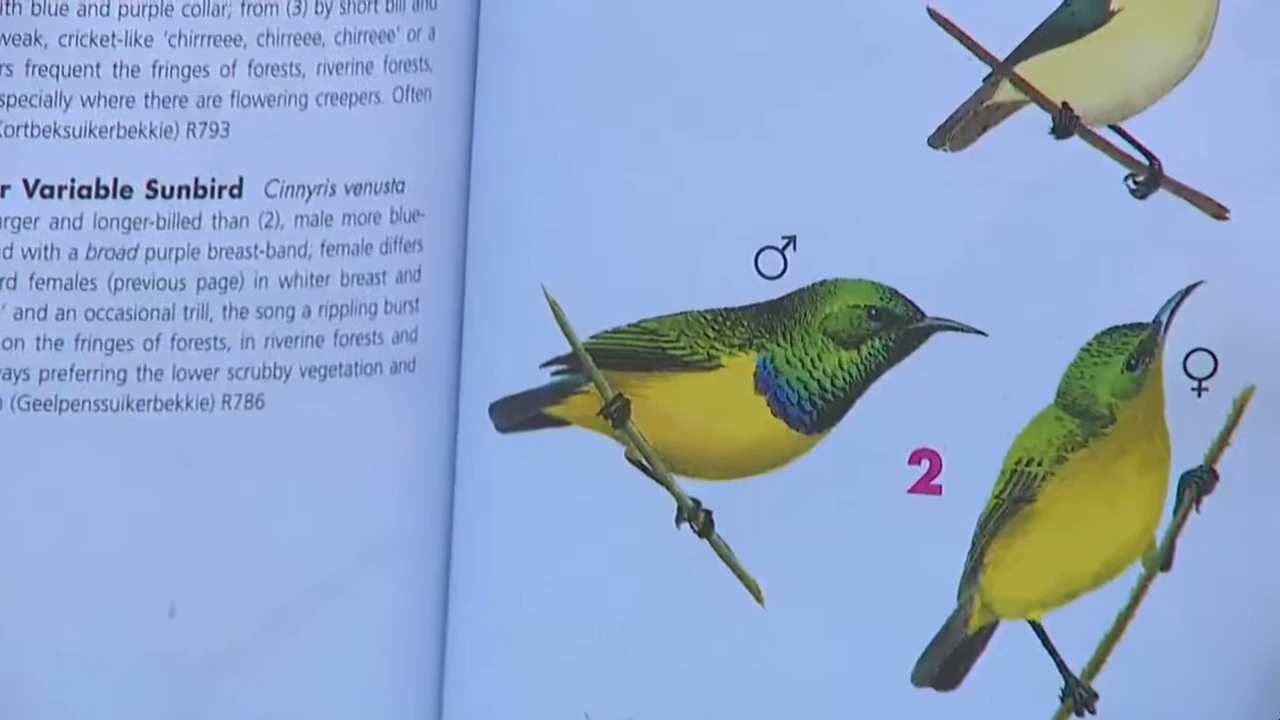 ith blue and purple collar; from (3) by short bill and
weak, cricket-like 'chirrreee, chirreee, chirreee' or a
rs frequent the fringes of forests, riverine forests,
specially where there are flowering creepers. Often
Kortbeksuikerbekkie) R793
r Variable Sunbird Cinnyris venusta
arger and longer-billed than (2), male more blue-
d with a broad purple breast-band; female differs
rd females (previous page) in whiter breast and
' and an occasional trill, the song a rippling burst
on the fringes of forests, in riverine forests and
ays preferring the lower scrubby vegetation and
(Geelpenssuikerbekkie) R786
♂
♀
2